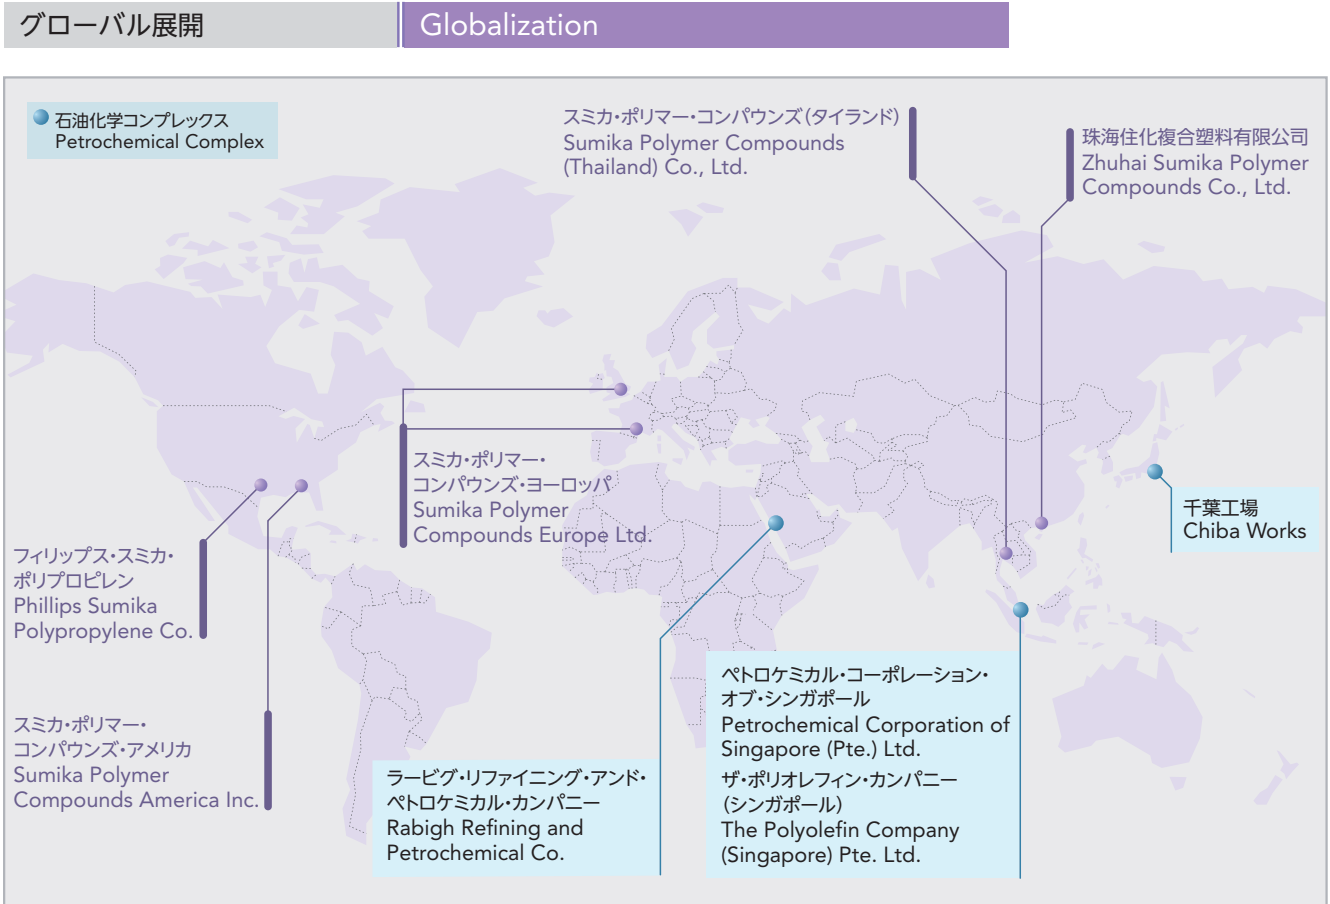 グローバル展開
Globalization
石油化学コンプレックス
Petrochemical Complex
スミカ・ポリマー・コンパウンズ（タイランド）
Sumika Polymer Compounds
(Thailand) Co., Ltd.
珠海住化複合塑料有限公司
Zhuhai Sumika Polymer
Compounds Co., Ltd.
スミカ・ポリマー・
コンパウンズ・ヨーロッパ
Sumika Polymer
Compounds Europe Ltd.
千葉工場
Chiba Works
フィリップス・スミカ・
ポリプロピレン
Phillips Sumika
Polypropylene Co.
スミカ・ポリマー・
コンパウンズ・アメリカ
Sumika Polymer
Compounds America Inc.
ラービグ・リファイニング・アンド・
ペトロケミカル・カンパニー
Rabigh Refining and
Petrochemical Co.
ペトロケミカル・コーポレーション・
オブ・シンガポール
Petrochemical Corporation of
Singapore (Pte.) Ltd.
ザ・ポリオレフィン・カンパニー
（シンガポール）
The Polyolefin Company
(Singapore) Pte. Ltd.